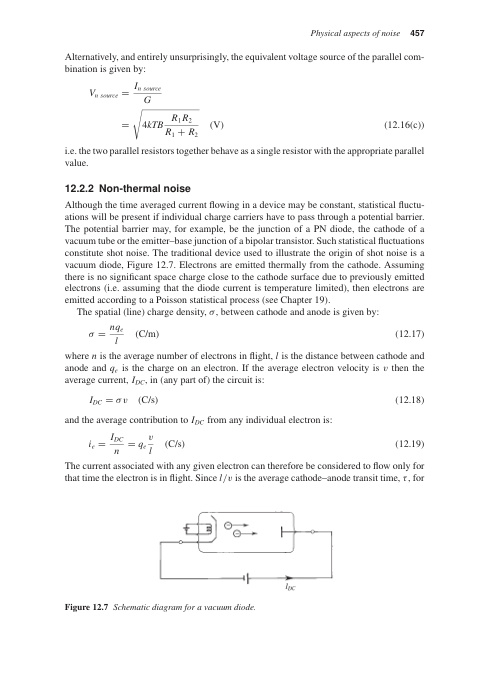 Physical aspects of noise 457
Alternatively, and entirely unsurprisingly, the equivalent voltage source of the parallel com-
bination is given by:
V_{n source} = I_{n source} / G
= √(4kTB R_1 R_2 / (R_1 + R_2)) (V) (12.16(c))
i.e. the two parallel resistors together behave as a single resistor with the appropriate parallel
value.
12.2.2 Non-thermal noise
Although the time averaged current flowing in a device may be constant, statistical fluctu-
ations will be present if individual charge carriers have to pass through a potential barrier.
The potential barrier may, for example, be the junction of a PN diode, the cathode of a
vacuum tube or the emitter–base junction of a bipolar transistor. Such statistical fluctuations
constitute shot noise. The traditional device used to illustrate the origin of shot noise is a
vacuum diode, Figure 12.7. Electrons are emitted thermally from the cathode. Assuming
there is no significant space charge close to the cathode surface due to previously emitted
electrons (i.e. assuming that the diode current is temperature limited), then electrons are
emitted according to a Poisson statistical process (see Chapter 19).
The spatial (line) charge density, σ, between cathode and anode is given by:
σ = nq_e / l (C/m) (12.17)
where n is the average number of electrons in flight, l is the distance between cathode and
anode and q_e is the charge on an electron. If the average electron velocity is v then the
average current, I_{DC}, in (any part of) the circuit is:
I_{DC} = σv (C/s) (12.18)
and the average contribution to I_{DC} from any individual electron is:
i_e = I_{DC} / n = q_e v / l (C/s) (12.19)
The current associated with any given electron can therefore be considered to flow only for
that time the electron is in flight. Since l/v is the average cathode–anode transit time, τ, for
I_{DC}
Figure 12.7 Schematic diagram for a vacuum diode.